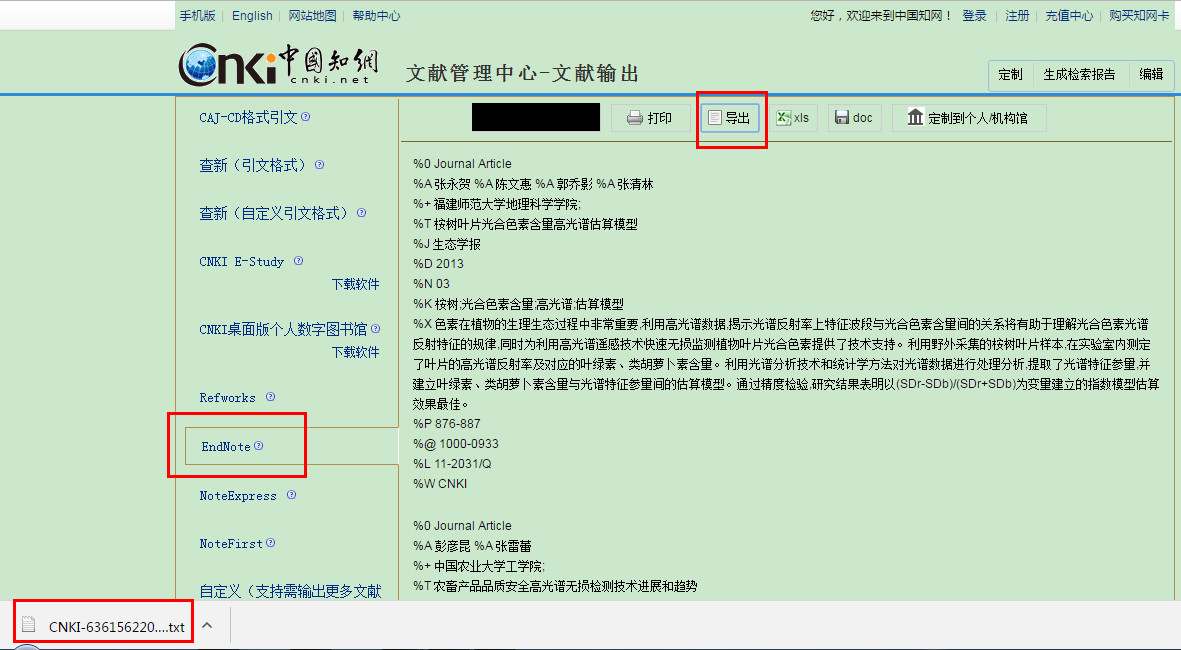 手机版 English 网站地图 帮助中心 您好，欢迎来到中国知网！ 登录 注册 充值中心 购买知网卡
Cnki中国知網
cnki.net
文献管理中心-文献输出
定制 生成检索报告 编辑
CAJ-CD格式引文?
查新（引文格式）?
查新（自定义引文格式）?
CNKI E-Study ?
下载软件
CNKI桌面版个人数字图书馆?
下载软件
Refworks ?
EndNote?
NoteExpress ?
NoteFirst?
自定义（支持需输出更多文献
打印 导出 xls doc 定制到个人/机构馆
%0 Journal Article
%A 张永贺 %A 陈文惠 %A 郭乔影 %A 张清林
%+ 福建师范大学地理科学学院;
%T 桉树叶片光合色素含量高光谱估算模型
%J 生态学报
%D 2013
%N 03
%K 桉树;光合色素含量;高光谱;估算模型
%X 色素在植物的生理生态过程中非常重要,利用高光谱数据,揭示光谱反射率上特征波段与光合色素含量间的关系将有助于理解光合色素光谱
反射特征的规律,同时为利用高光谱遥感技术快速无损监测植物叶片光合色素提供了技术支持。利用野外采集的桉树叶片样本,在实验室内测定
了叶片的高光谱反射率及对应的叶绿素、类胡萝卜素含量。利用光谱分析技术和统计学方法对光谱数据进行处理分析,提取了光谱特征参量,并
建立叶绿素、类胡萝卜素含量与光谱特征参量间的估算模型。通过精度检验,研究结果表明以(SDr-SDb)/(SDr+SDb)为变量建立的指数模型估算
效果最佳。
%P 876-887
%@ 1000-0933
%L 11-2031/Q
%W CNKI
%0 Journal Article
%A 彭彦昆 %A 张雷蕾
%+ 中国农业大学工学院;
%T 农畜产品品质安全高光谱无损检测技术进展和趋势
CNKI-636156220....txt